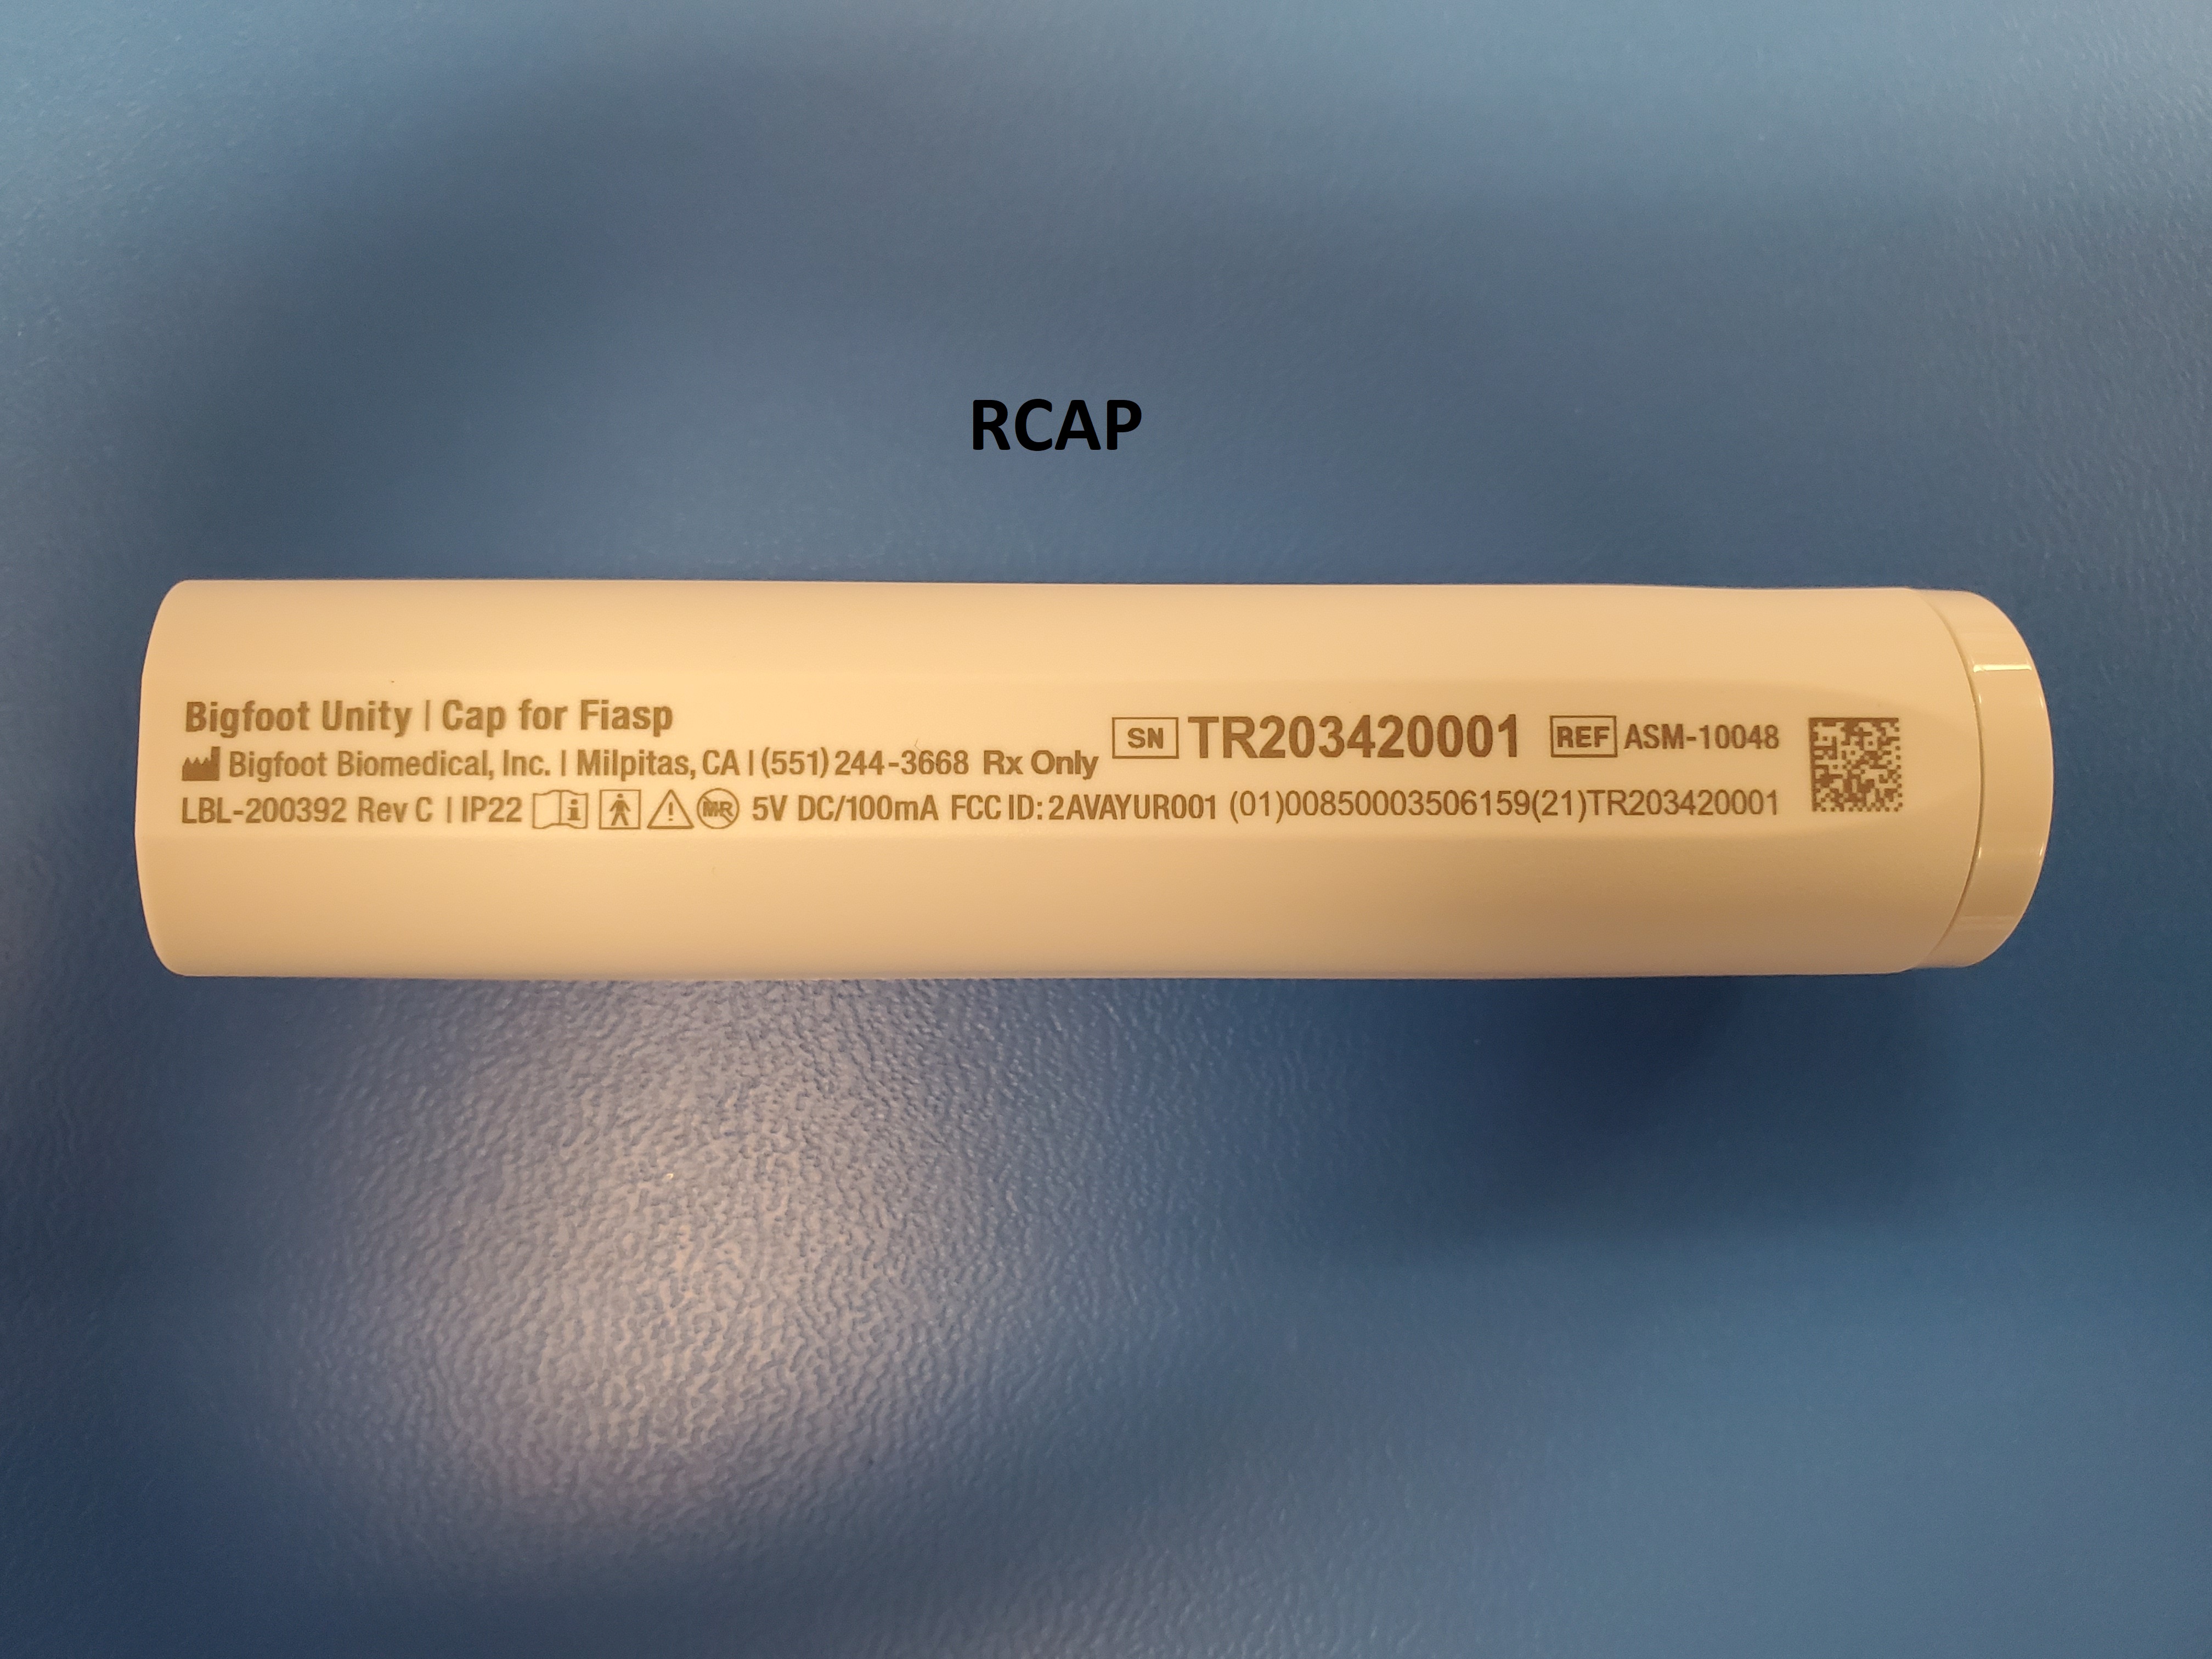 RCAP
Bigfoot Unity | Cap for Fiasp
Bigfoot Biomedical, Inc. | Milpitas, CA | (551) 244-3668 Rx Only
SN TR203420001 REF ASM-10048
LBL-200392 Rev C | IP22 MR 5V DC/100mA FCC ID: 2AVAYUR001 (01)00850003506159(21)TR203420001